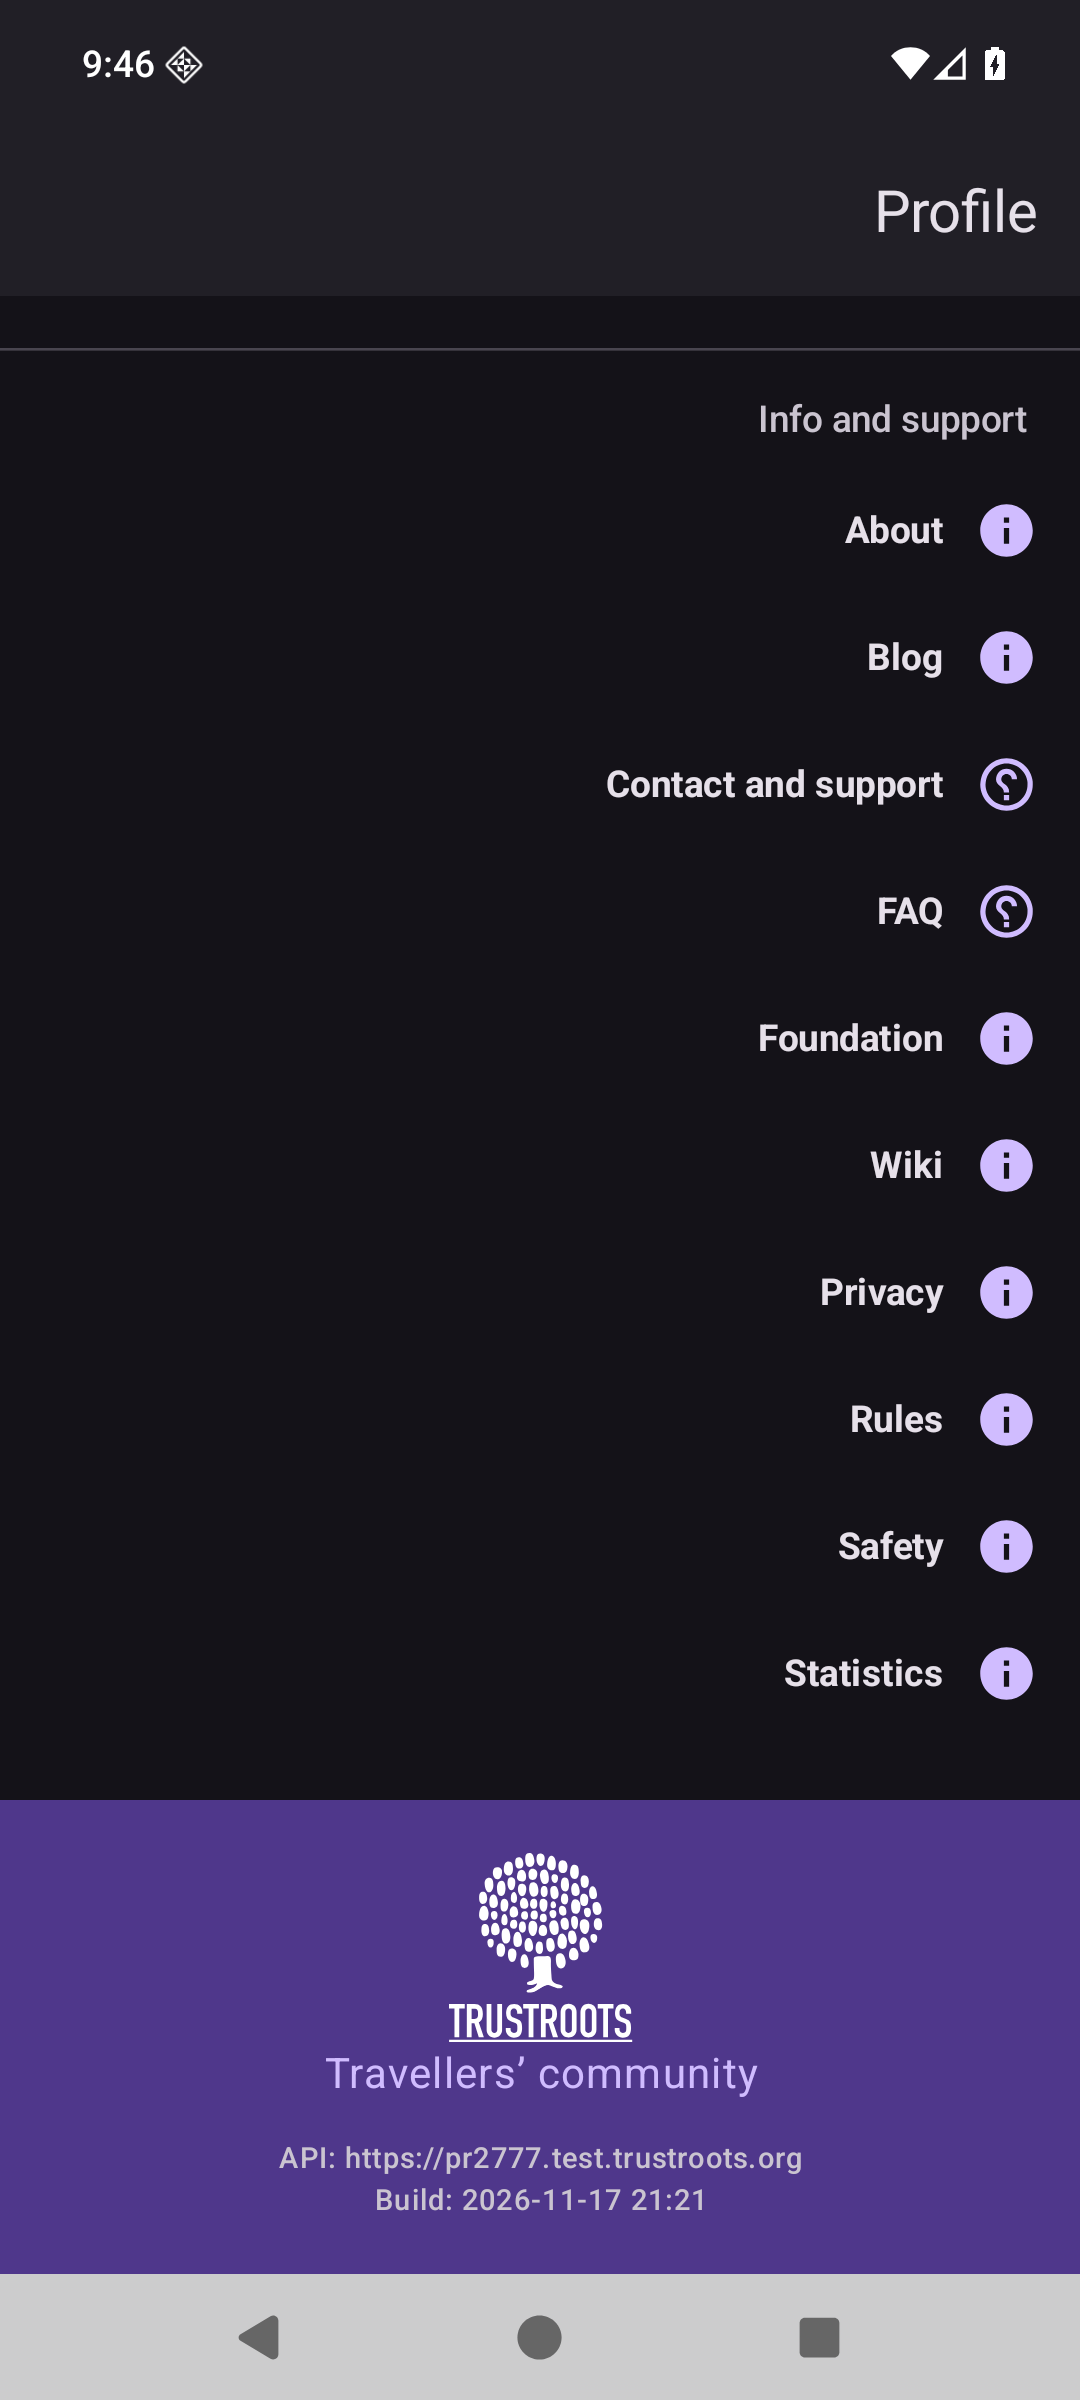 9:46
Profile
Info and support
About
Blog
Contact and support
FAQ
Foundation
Wiki
Privacy
Rules
Safety
Statistics
TRUSTROOTS
Travellers’ community
API: https://pr2777.test.trustroots.org
Build: 2026-11-17 21:21